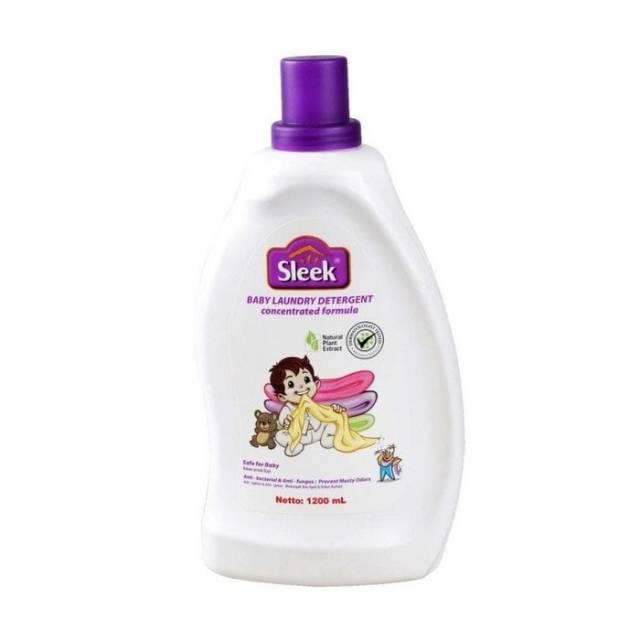 Sleek®
BABY LAUNDRY DETERGENT
concentrated formula
Natural
Plant
Extract
Safe for Baby
Anti - bacterial & Anti - fungus : Prevent Musty Odors
Netto: 1200 mL